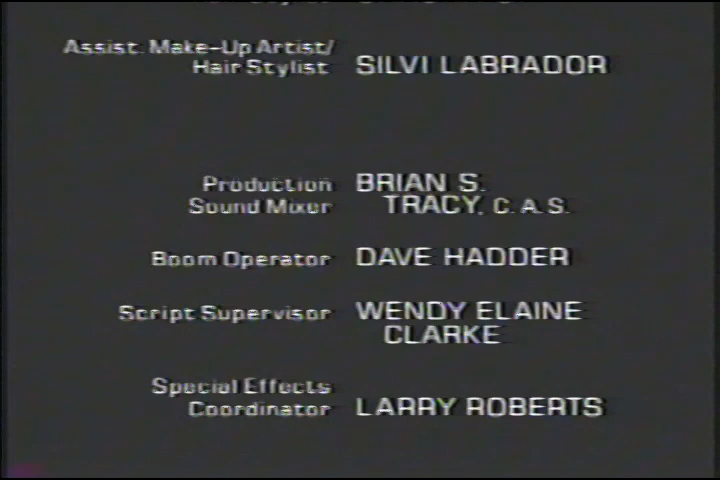 Assist. Make-Up Artist/
Hair Stylist SILVI LABRADOR
Production BRIAN S.
Sound Mixer TRACY, C.A.S.
Boom Operator DAVE HADDER
Script Supervisor WENDY ELAINE
CLARKE
Special Effects
Coordinator LARRY ROBERTS